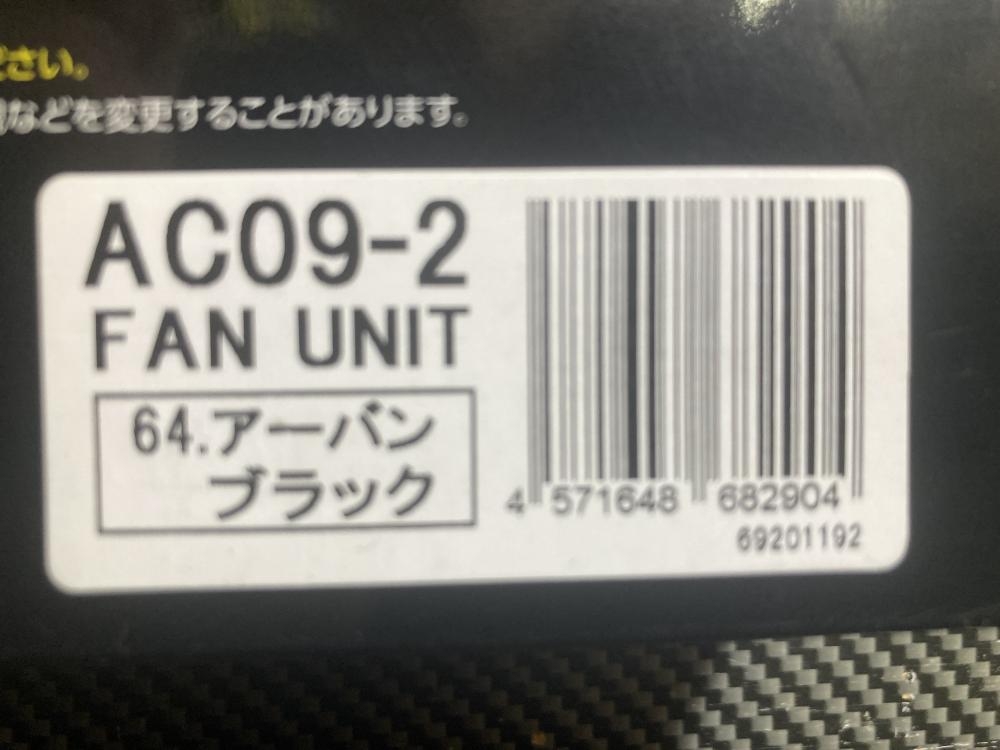 ださい。
などを変更することがあります。
AC09-2
FAN UNIT
64.アーバン
ブラック
4 571648 682904
69201192